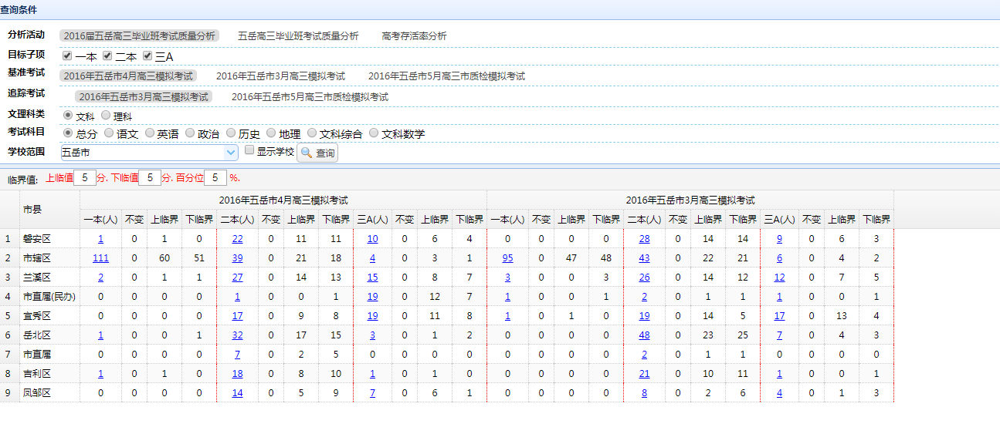 查询条件
分析活动 2016届五岳高三毕业班考试质量分析 五岳高三毕业班考试质量分析 高考存活率分析
目标子项 一本 二本 三A
基准考试 2016年五岳市4月高三模拟考试 2016年五岳市3月高三模拟考试 2016年五岳市5月高三市质检模拟考试
追踪考试 2016年五岳市3月高三模拟考试 2016年五岳市5月高三市质检模拟考试
文理科类 文科 理科
考试科目 总分 语文 英语 政治 历史 地理 文科综合 文科数学
学校范围 五岳市 显示学校 查询
临界值: 上临值 5 分. 下临值 5 分. 百分位 5 %.
市县 2016年五岳市4月高三模拟考试 2016年五岳市3月高三模拟考试
一本(人) 不变 上临界 下临界 二本(人) 不变 上临界 下临界 三A(人) 不变 上临界 下临界 一本(人) 不变 上临界 下临界 二本(人) 不变 上临界 下临界 三A(人) 不变 上临界 下临界
1 磐安区 1 0 1 0 22 0 11 11 10 0 6 4 0 0 0 0 28 0 14 14 9 0 6 3
2 市辖区 111 0 60 51 39 0 21 18 4 0 3 1 95 0 47 48 43 0 22 21 6 0 4 2
3 兰溪区 2 0 1 1 27 0 14 13 15 0 8 7 3 0 0 3 26 0 14 12 12 0 7 5
4 市直属(民办) 0 0 0 0 1 0 0 1 19 0 12 7 1 0 0 1 2 0 1 1 1 0 0 1
5 宜秀区 0 0 0 0 17 0 9 8 19 0 11 8 1 0 1 0 19 0 14 5 17 0 13 4
6 岳北区 1 0 0 1 32 0 17 15 3 0 1 2 0 0 0 0 48 0 23 25 7 0 4 3
7 市直属 0 0 0 0 7 0 2 5 0 0 0 0 0 0 0 0 2 0 1 1 0 0 0 0
8 吉利区 1 0 1 0 18 0 8 10 1 0 1 0 0 0 0 0 21 0 10 11 1 0 0 1
9 凤邹区 0 0 0 0 14 0 5 9 7 0 6 1 0 0 0 0 8 0 2 6 4 0 1 3